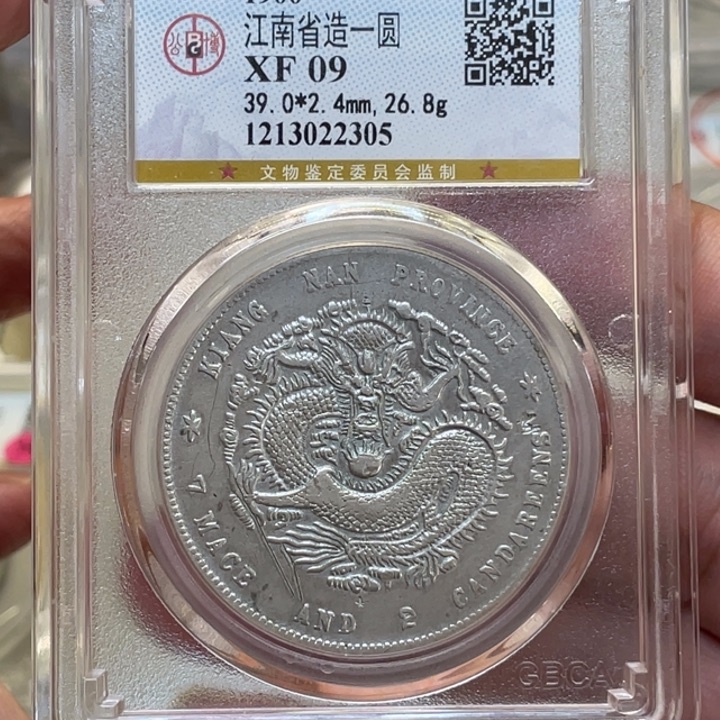 1900
江南省造一圆
XF 09
39.0*2.4mm,26.8g
1213022305
文物鉴定委员会监制
KIANG NAN PROVINCE
7 MACE AND 2 CANDAREENS
GBCA